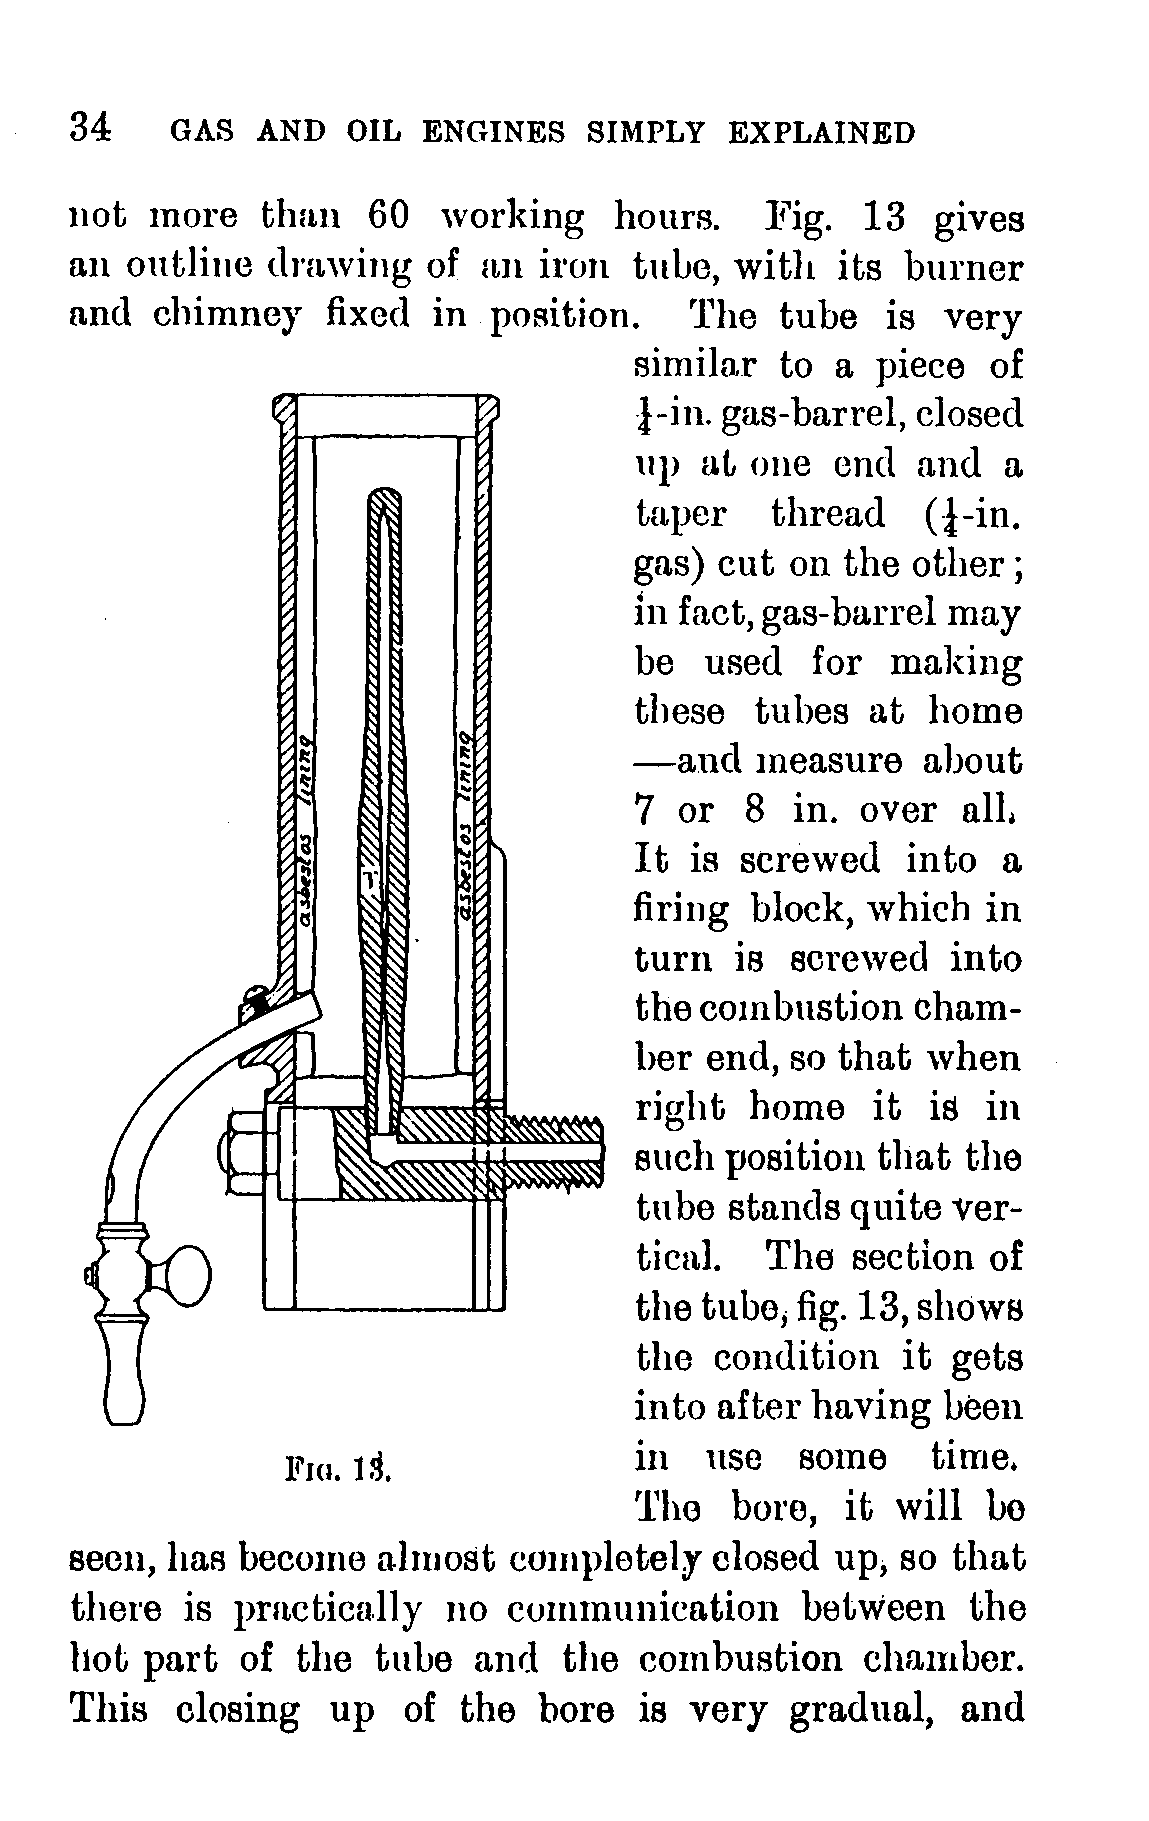 34 GAS AND OIL ENGINES SIMPLY EXPLAINED
not more than 60 working hours. Fig. 13 gives
an outline drawing of an iron tube, with its burner
and chimney fixed in position. The tube is very
similar to a piece of
¼-in. gas-barrel, closed
up at one end and a
taper thread (¼-in.
gas) cut on the other;
in fact, gas-barrel may
be used for making
these tubes at home
—and measure about
7 or 8 in. over all.
It is screwed into a
firing block, which in
turn is screwed into
the combustion cham-
ber end, so that when
right home it is in
such position that the
tube stands quite ver-
tical. The section of
the tube, fig. 13, shows
the condition it gets
into after having been
in use some time.
The bore, it will be
asbestos lining
T
asbestos lining
FIG. 13.
seen, has become almost completely closed up, so that
there is practically no communication between the
hot part of the tube and the combustion chamber.
This closing up of the bore is very gradual, and